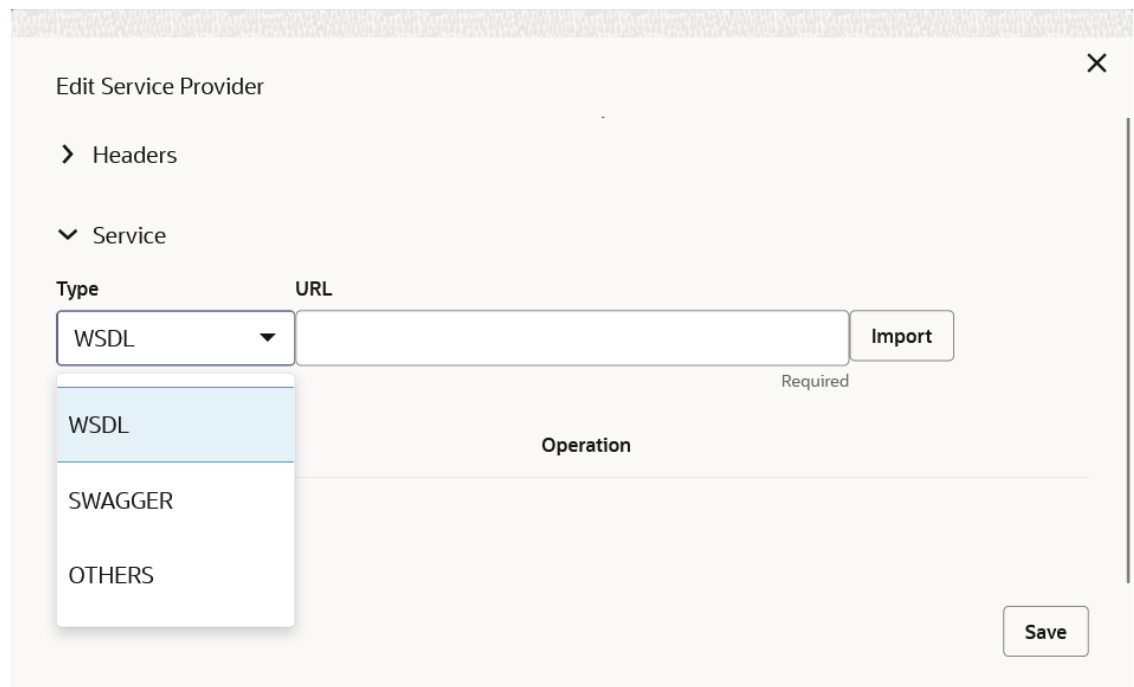 Edit Service Provider
Headers
Service
Type URL
WSDL Import
Required
WSDL
Operation
SWAGGER
OTHERS
Save